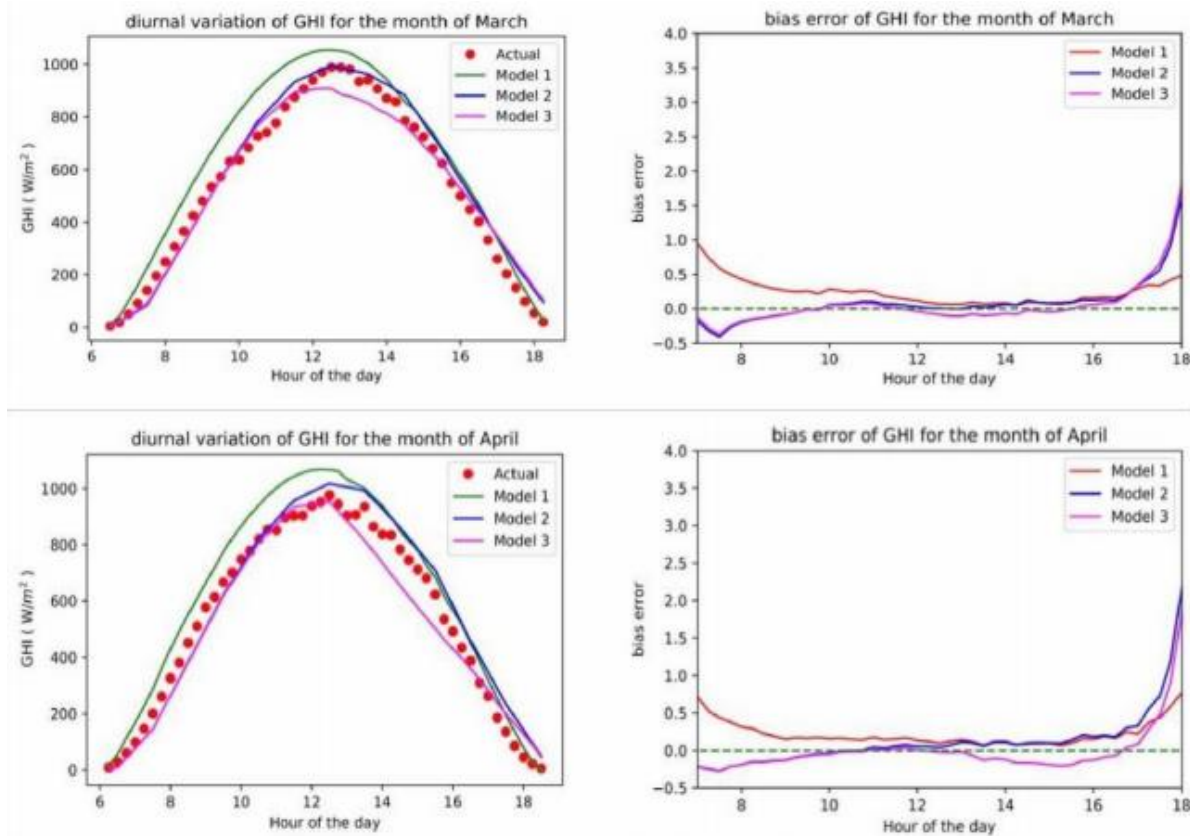 diurnal variation of GHI for the month of March
1000
800
600
400
200
0
GHI ( W/m²)
6 8 10 12 14 16 18
Hour of the day
Actual
Model 1
Model 2
Model 3
bias error of GHI for the month of March
4.0
3.5
3.0
2.5
2.0
1.5
1.0
0.5
0.0
−0.5
bias error
8 10 12 14 16 18
Hour of the day
Model 1
Model 2
Model 3
diurnal variation of GHI for the month of April
1000
800
600
400
200
0
GHI ( W/m²)
6 8 10 12 14 16 18
Hour of the day
Actual
Model 1
Model 2
Model 3
bias error of GHI for the month of April
4.0
3.5
3.0
2.5
2.0
1.5
1.0
0.5
0.0
−0.5
bias error
8 10 12 14 16 18
Hour of the day
Model 1
Model 2
Model 3